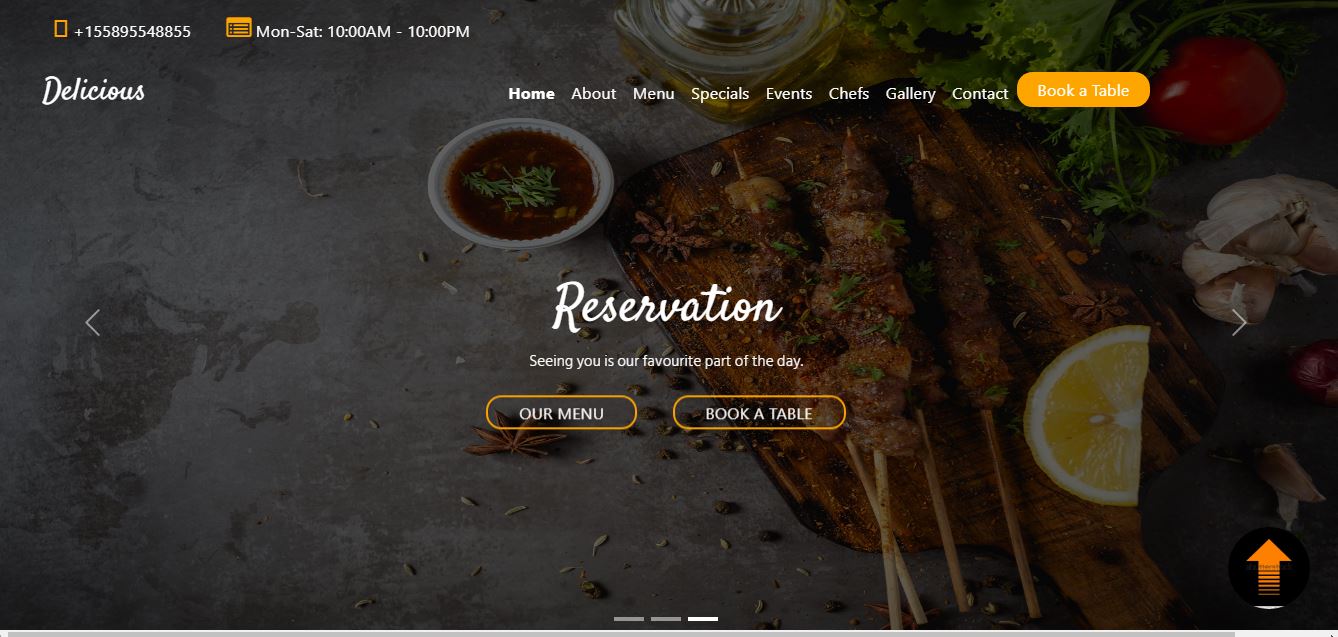 +155895548855 Mon-Sat: 10:00AM - 10:00PM
Delicious
Home About Menu Specials Events Chefs Gallery Contact Book a Table
Reservation
Seeing you is our favourite part of the day.
OUR MENU BOOK A TABLE